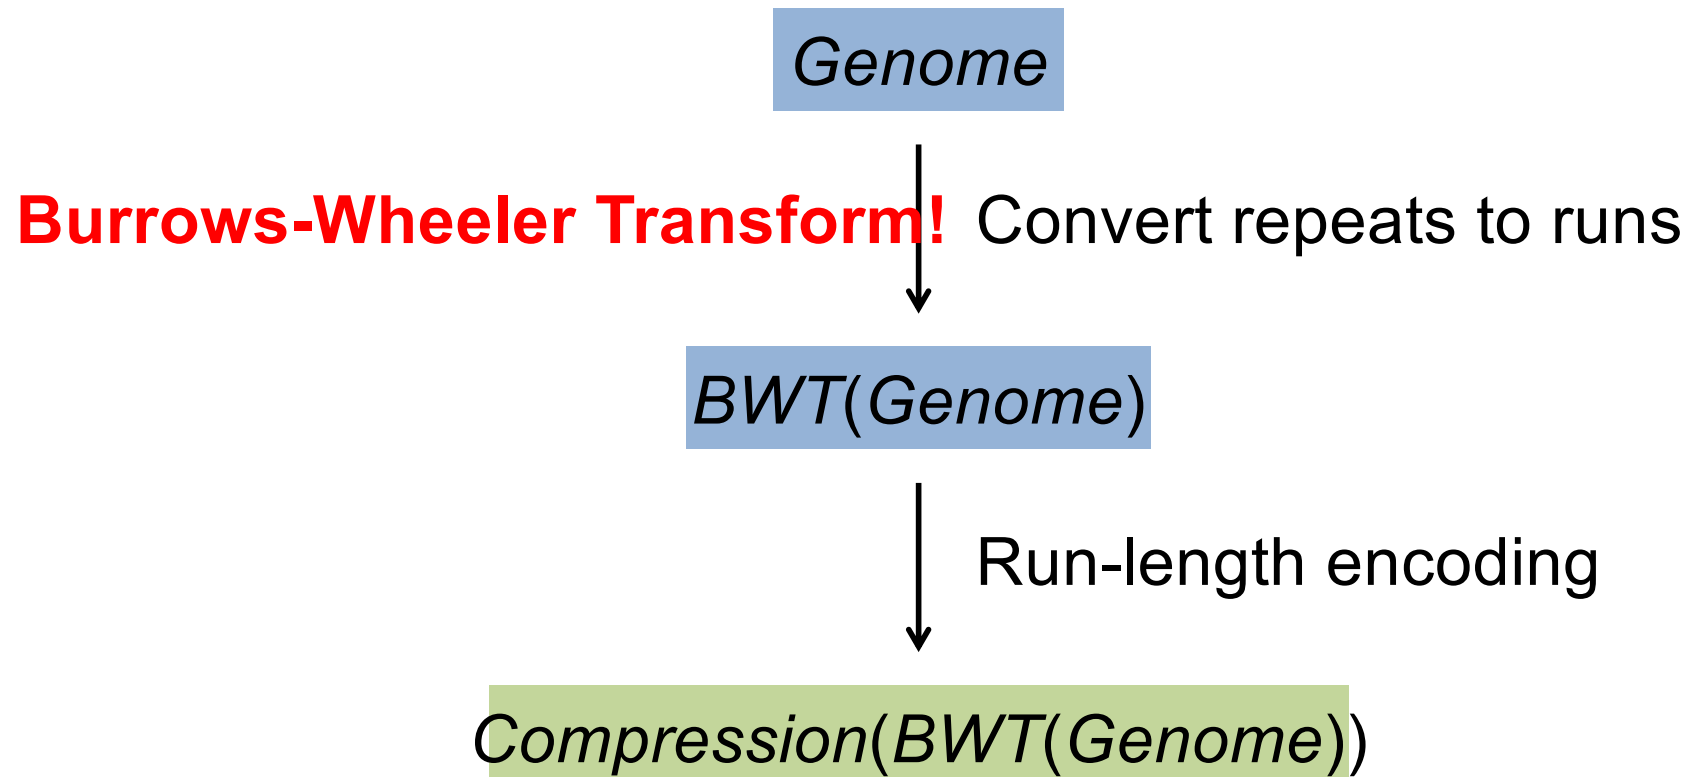 Genome
Burrows-Wheeler Transform! Convert repeats to runs
BWT(Genome)
Run-length encoding
Compression(BWT(Genome))